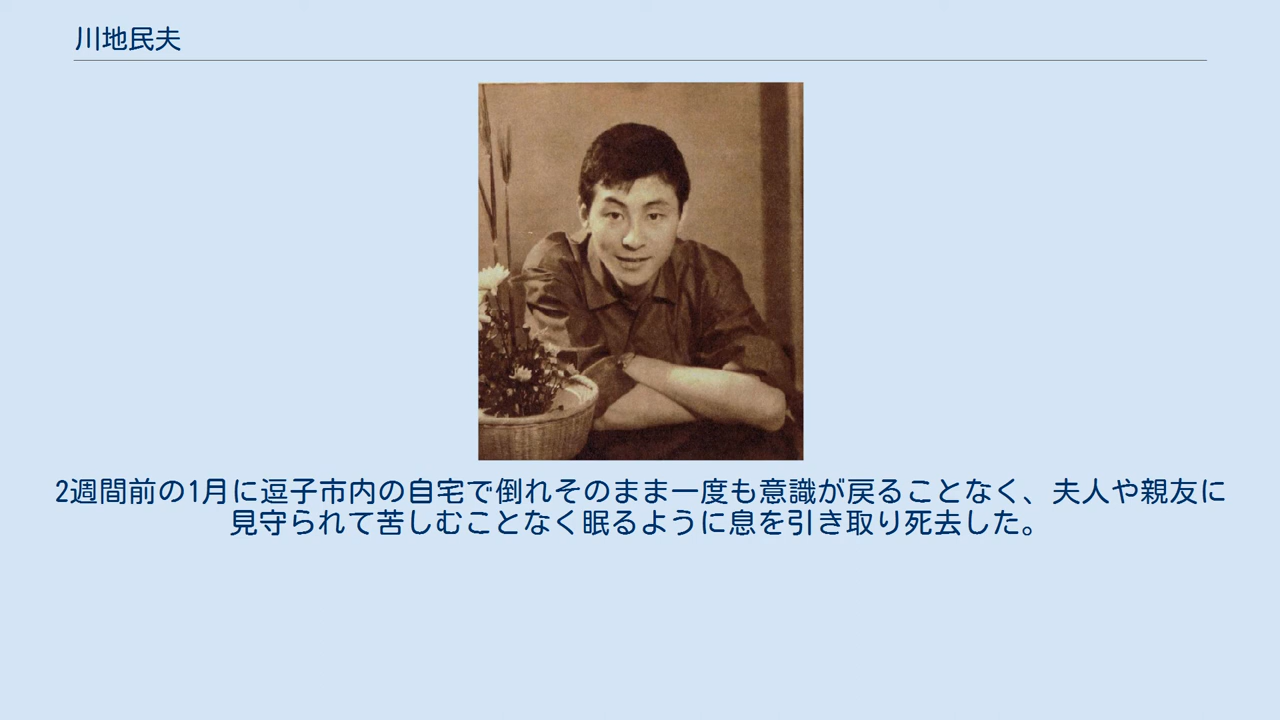 川地民夫
2週間前の1月に逗子市内の自宅で倒れそのまま一度も意識が戻ることなく、夫人や親友に
見守られて苦しむことなく眠るように息を引き取り死去した。